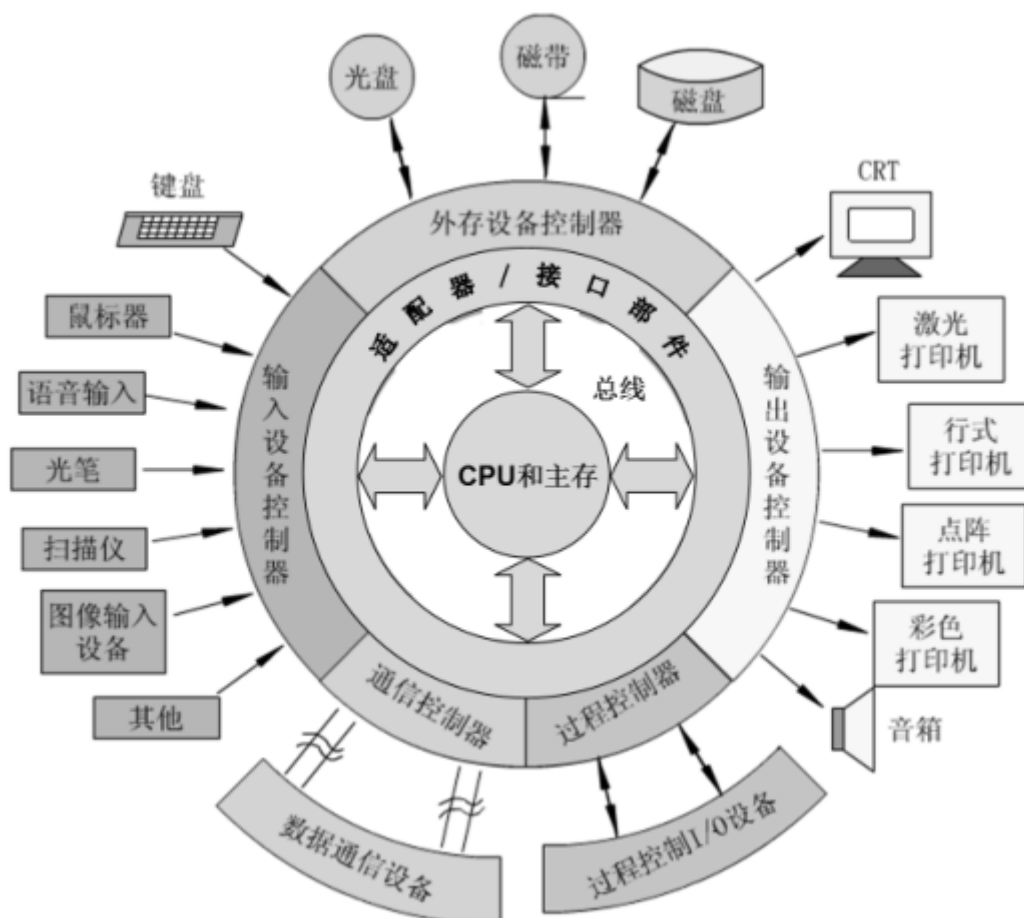 光盘
磁带
磁盘
键盘
CRT
外存设备控制器
适配器/接口部件
鼠标器
激光
打印机
语音输入
总线
输入设备控制器
输出设备控制器
行式
打印机
光笔
CPU和主存
扫描仪
点阵
打印机
图像输入
设备
彩色
打印机
其他
通信控制器
过程控制器
音箱
数据通信设备
过程控制I/O设备